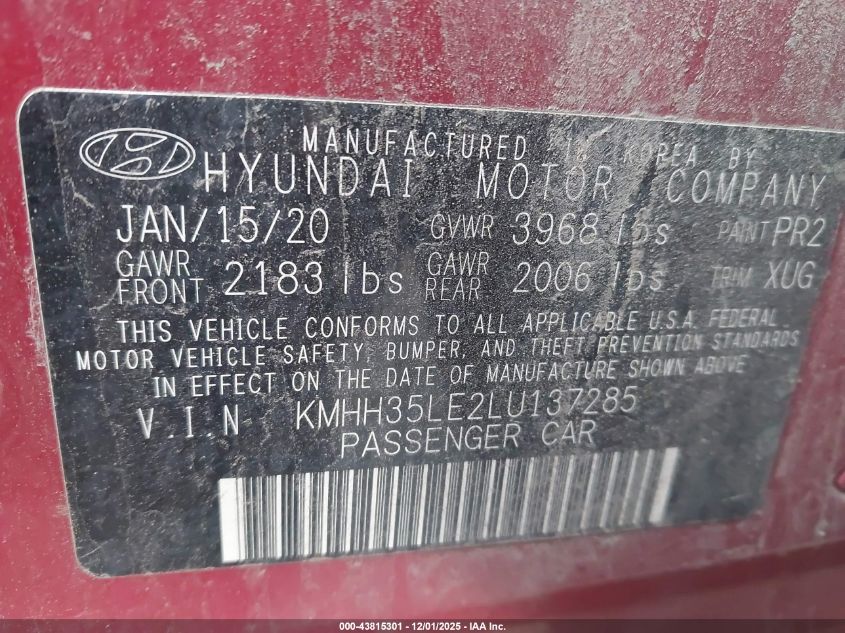 MANUFACTURED IN KOREA BY
HYUNDAI MOTOR COMPANY
JAN/15/20 GVWR 3968 lbs PAINT PR2
GAWR FRONT 2183 lbs GAWR REAR 2006 lbs TRIM XUG
THIS VEHICLE CONFORMS TO ALL APPLICABLE U.S.A. FEDERAL
MOTOR VEHICLE SAFETY, BUMPER, AND THEFT PREVENTION STANDARDS
IN EFFECT ON THE DATE OF MANUFACTURE SHOWN ABOVE
V.I.N KMHH35LE2LU137285
PASSENGER CAR
000-43815301 - 12/01/2025 - IAA Inc.